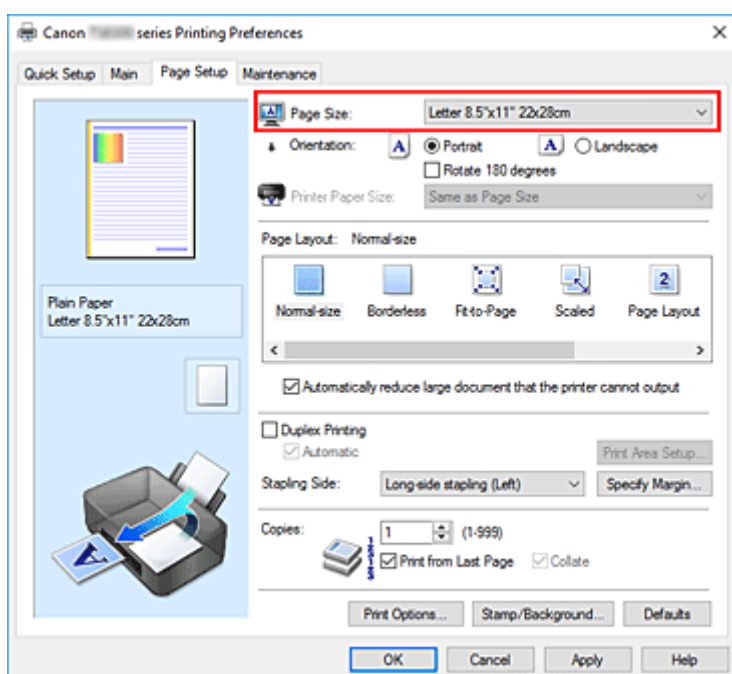 Canon series Printing Preferences
Quick Setup Main Page Setup Maintenance
Page Size: Letter 8.5"x11" 22x28cm
Orientation: A Portrait A Landscape
Rotate 180 degrees
Printer Paper Size: Same as Page Size
Page Layout: Normal-size
2
Normal-size Borderless Fit-to-Page Scaled Page Layout
Automatically reduce large document that the printer cannot output
Plain Paper
Letter 8.5"x11" 22x28cm
Duplex Printing
Automatic
Print Area Setup...
Stapling Side: Long-side stapling (Left) Specify Margin...
Copies: 1 (1-999)
Print from Last Page Collate
A
Print Options... Stamp/Background... Defaults
OK Cancel Apply Help